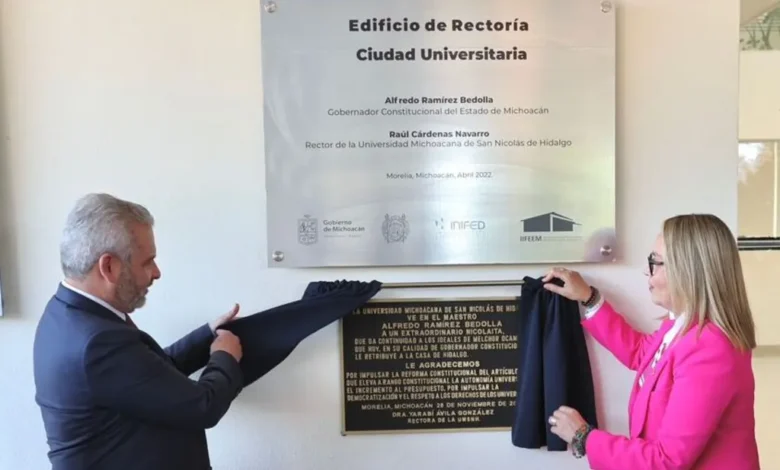 Edificio de Rectoría
Ciudad Universitaria
Alfredo Ramírez Bedolla
Gobernador Constitucional del Estado de Michoacán
Raúl Cárdenas Navarro
Rector de la Universidad Michoacana de San Nicolás de Hidalgo
Morelia, Michoacán, Abril 2022
Gobierno
de Michoacán
INIFED
IIFEEM
LA UNIVERSIDAD MICHOACANA DE SAN NICOLÁS DE HID
VE EN EL MAESTRO
ALFREDO RAMÍREZ BEDOLLA
A UN EXTRAORDINARIO NICOLAITA,
QUE DA CONTINUIDAD A LOS IDEALES DE MELCHOR OCAM
QUE HOY, EN SU CALIDAD DE GOBERNADOR CONSTITUC
LE RETRIBUYE A LA CASA DE HIDALGO.
LE AGRADECEMOS
POR IMPULSAR LA REFORMA CONSTITUCIONAL DEL ARTÍCUL
QUE ELEVA A RANGO CONSTITUCIONAL LA AUTONOMÍA UNIVER
EL INCREMENTO AL PRESUPUESTO, POR IMPULSAR LA
DEMOCRATIZACIÓN Y EL RESPETO A LOS DERECHOS DE LOS UNIVER
MORELIA, MICHOACÁN 28 DE NOVIEMBRE DE 20
DRA. YARABÍ ÁVILA GONZÁLEZ
RECTORA DE LA UMSNH